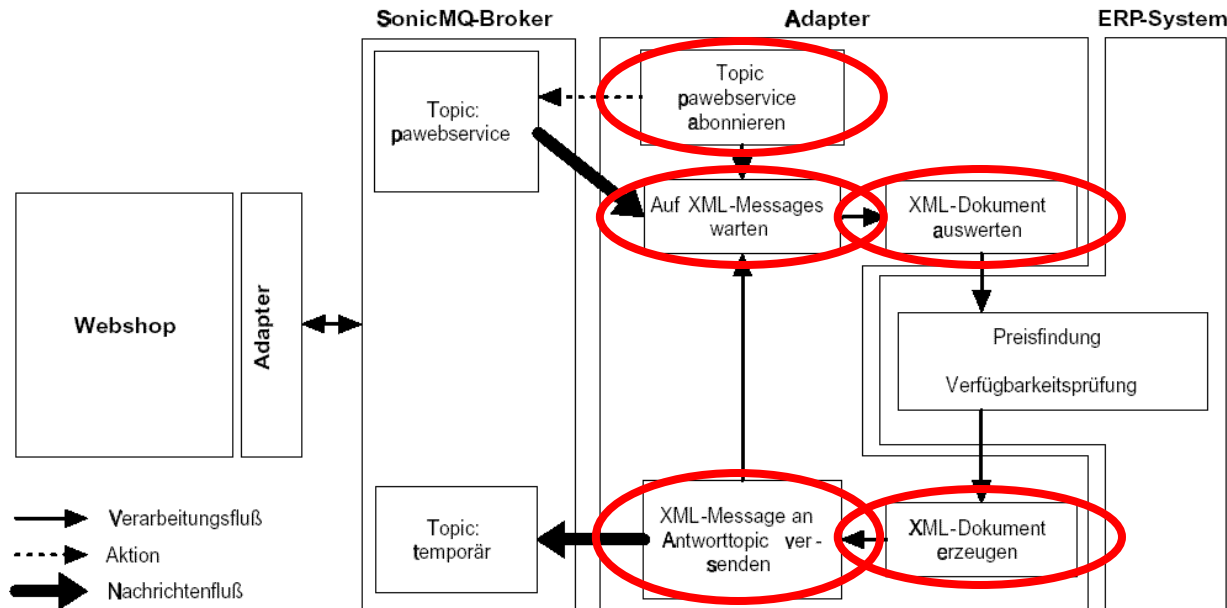 SonicMQ-Broker
Adapter
ERP-System
Topic:
pawebservice
Topic
pawebservice
abonnieren
Auf XML-Messages
warten
XML-Dokument
auswerten
Webshop
Adapter
Preisfindung
Verfügbarkeitsprüfung
Topic:
temporär
XML-Message an
Antworttopic ver-
senden
XML-Dokument
erzeugen
Verarbeitungsfluß
Aktion
Nachrichtenfluß